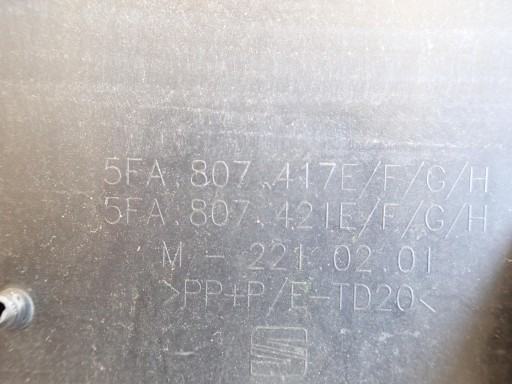 5FA.807.417E/F/G/H
5FA.807.421E/F/G/H
M - 221.02.01
>PP+P/E-TD20<